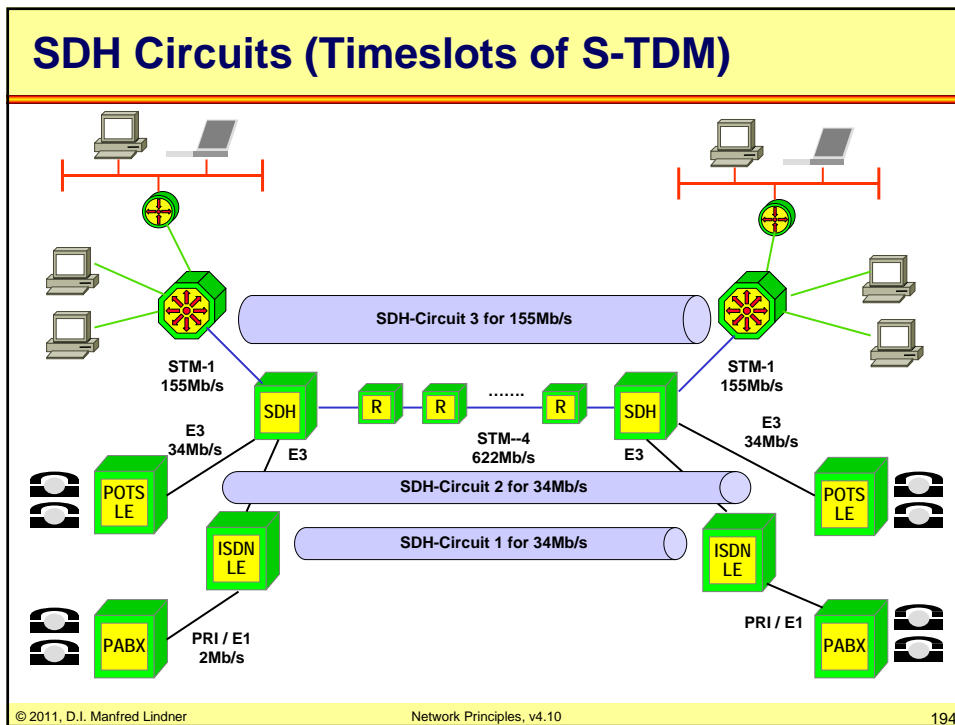 SDH Circuits (Timeslots of S-TDM)
SDH-Circuit 3 for 155Mb/s
STM-1
155Mb/s
STM-1
155Mb/s
SDH
R
R
.......
R
SDH
STM--4
622Mb/s
E3
34Mb/s
E3
E3
E3
34Mb/s
POTS
LE
SDH-Circuit 2 for 34Mb/s
POTS
LE
ISDN
LE
SDH-Circuit 1 for 34Mb/s
ISDN
LE
PABX
PRI / E1
2Mb/s
PRI / E1
PABX
© 2011, D.I. Manfred Lindner
Network Principles, v4.10
194